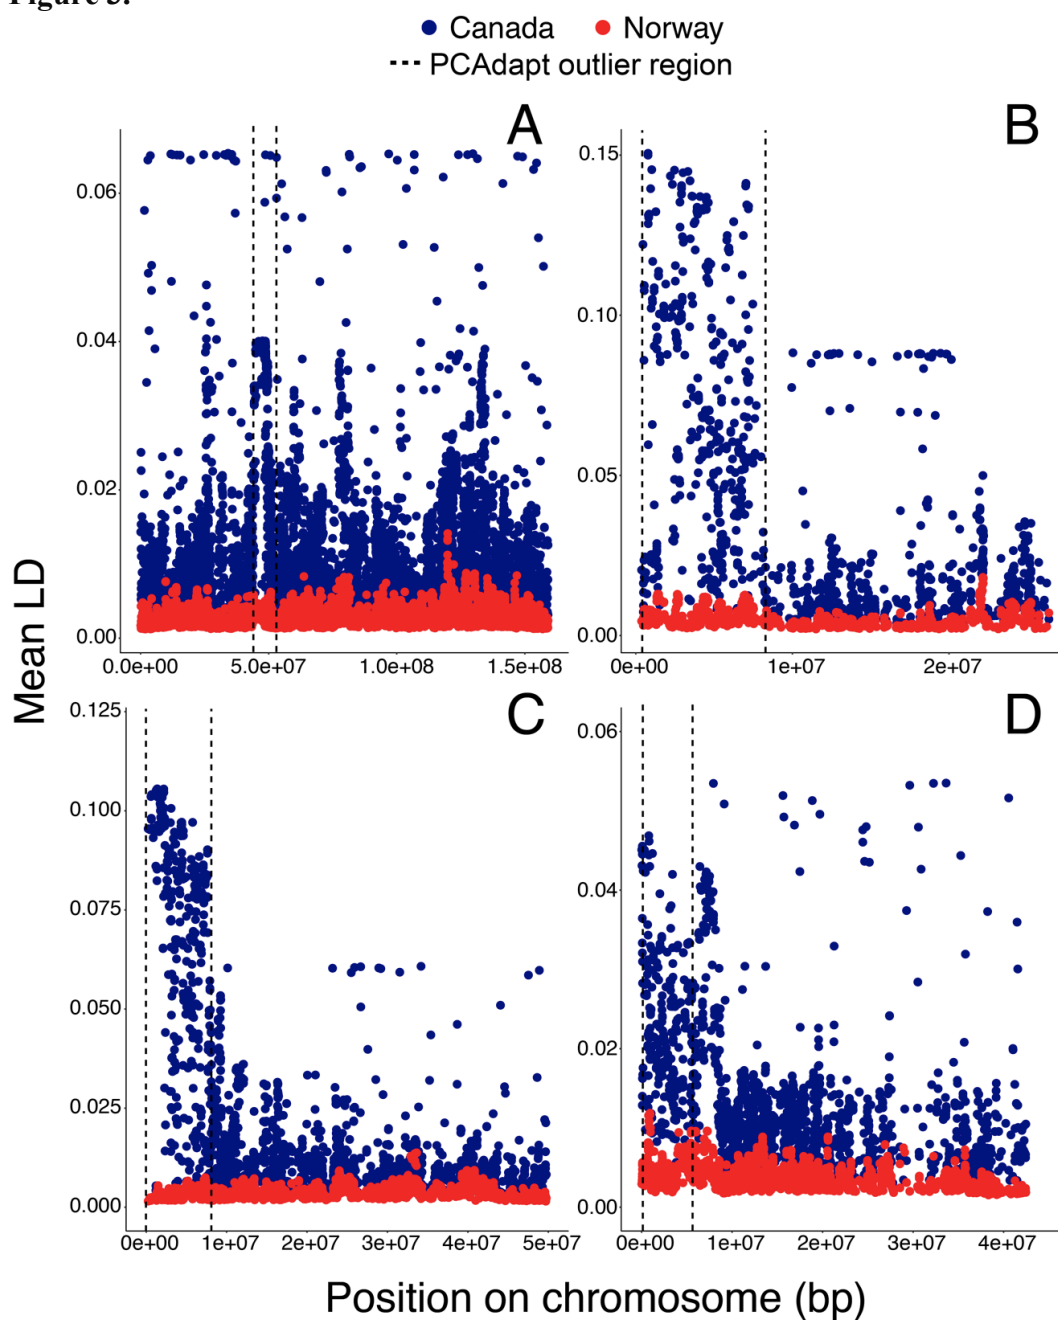 Figure 3.
Canada Norway
PCAdapt outlier region
A
0.06
0.04
0.02
0.00
0.0e+00 5.0e+07 1.0e+08 1.5e+08
B
0.15
0.10
0.05
0.00
0e+00 1e+07 2e+07
Mean LD
C
0.125
0.100
0.075
0.050
0.025
0.000
0e+00 1e+07 2e+07 3e+07 4e+07 5e+07
D
0.06
0.04
0.02
0.00
0e+00 1e+07 2e+07 3e+07 4e+07
Position on chromosome (bp)